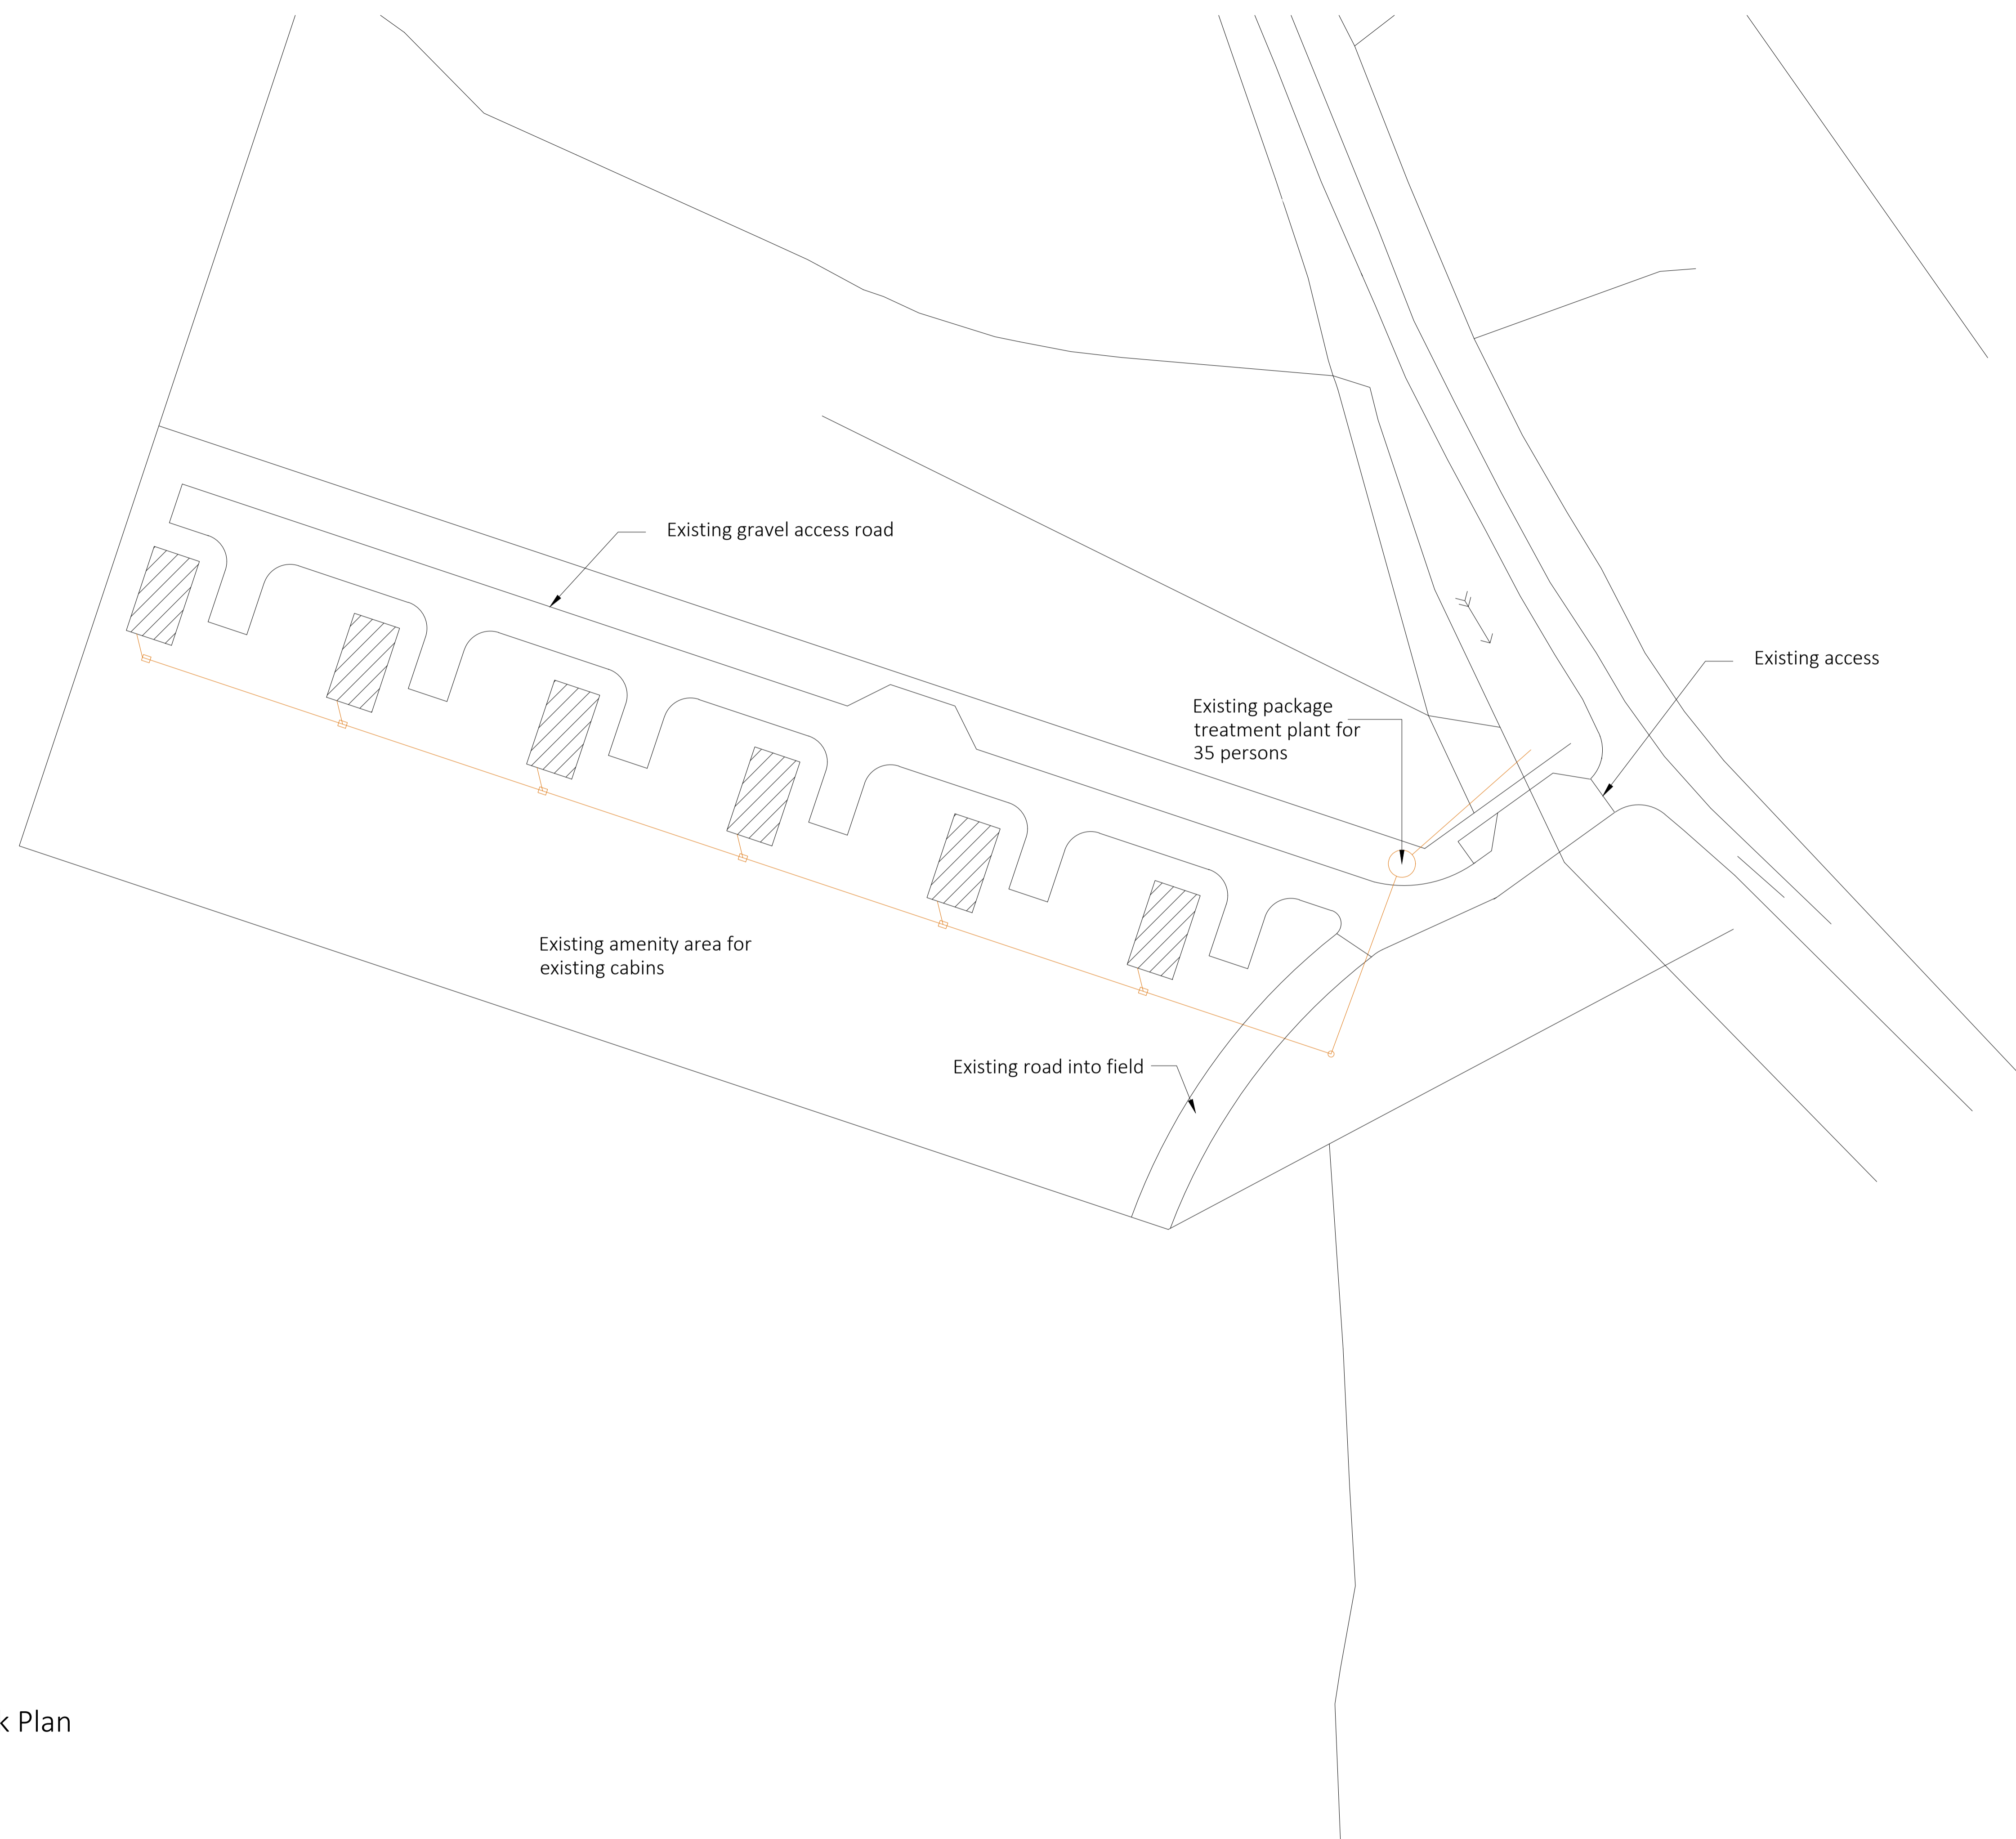 Existing gravel access road
Existing access
Existing package
treatment plant for
35 persons
Existing amenity area for
existing cabins
Existing road into field
k Plan